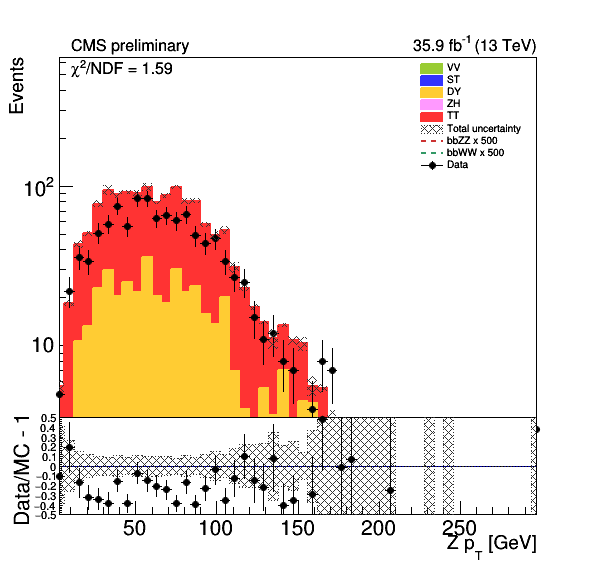 CMS preliminary
35.9 fb⁻¹ (13 TeV)
Events
χ²/NDF = 1.59
VV
ST
DY
ZH
TT
Total uncertainty
bbZZ x 500
bbWW x 500
Data
10²
10
Data/MC - 1
0.5
0.4
0.3
0.2
0.1
0
−0.1
−0.2
−0.3
−0.4
−0.5
50
100
150
200
250
Z p_T [GeV]